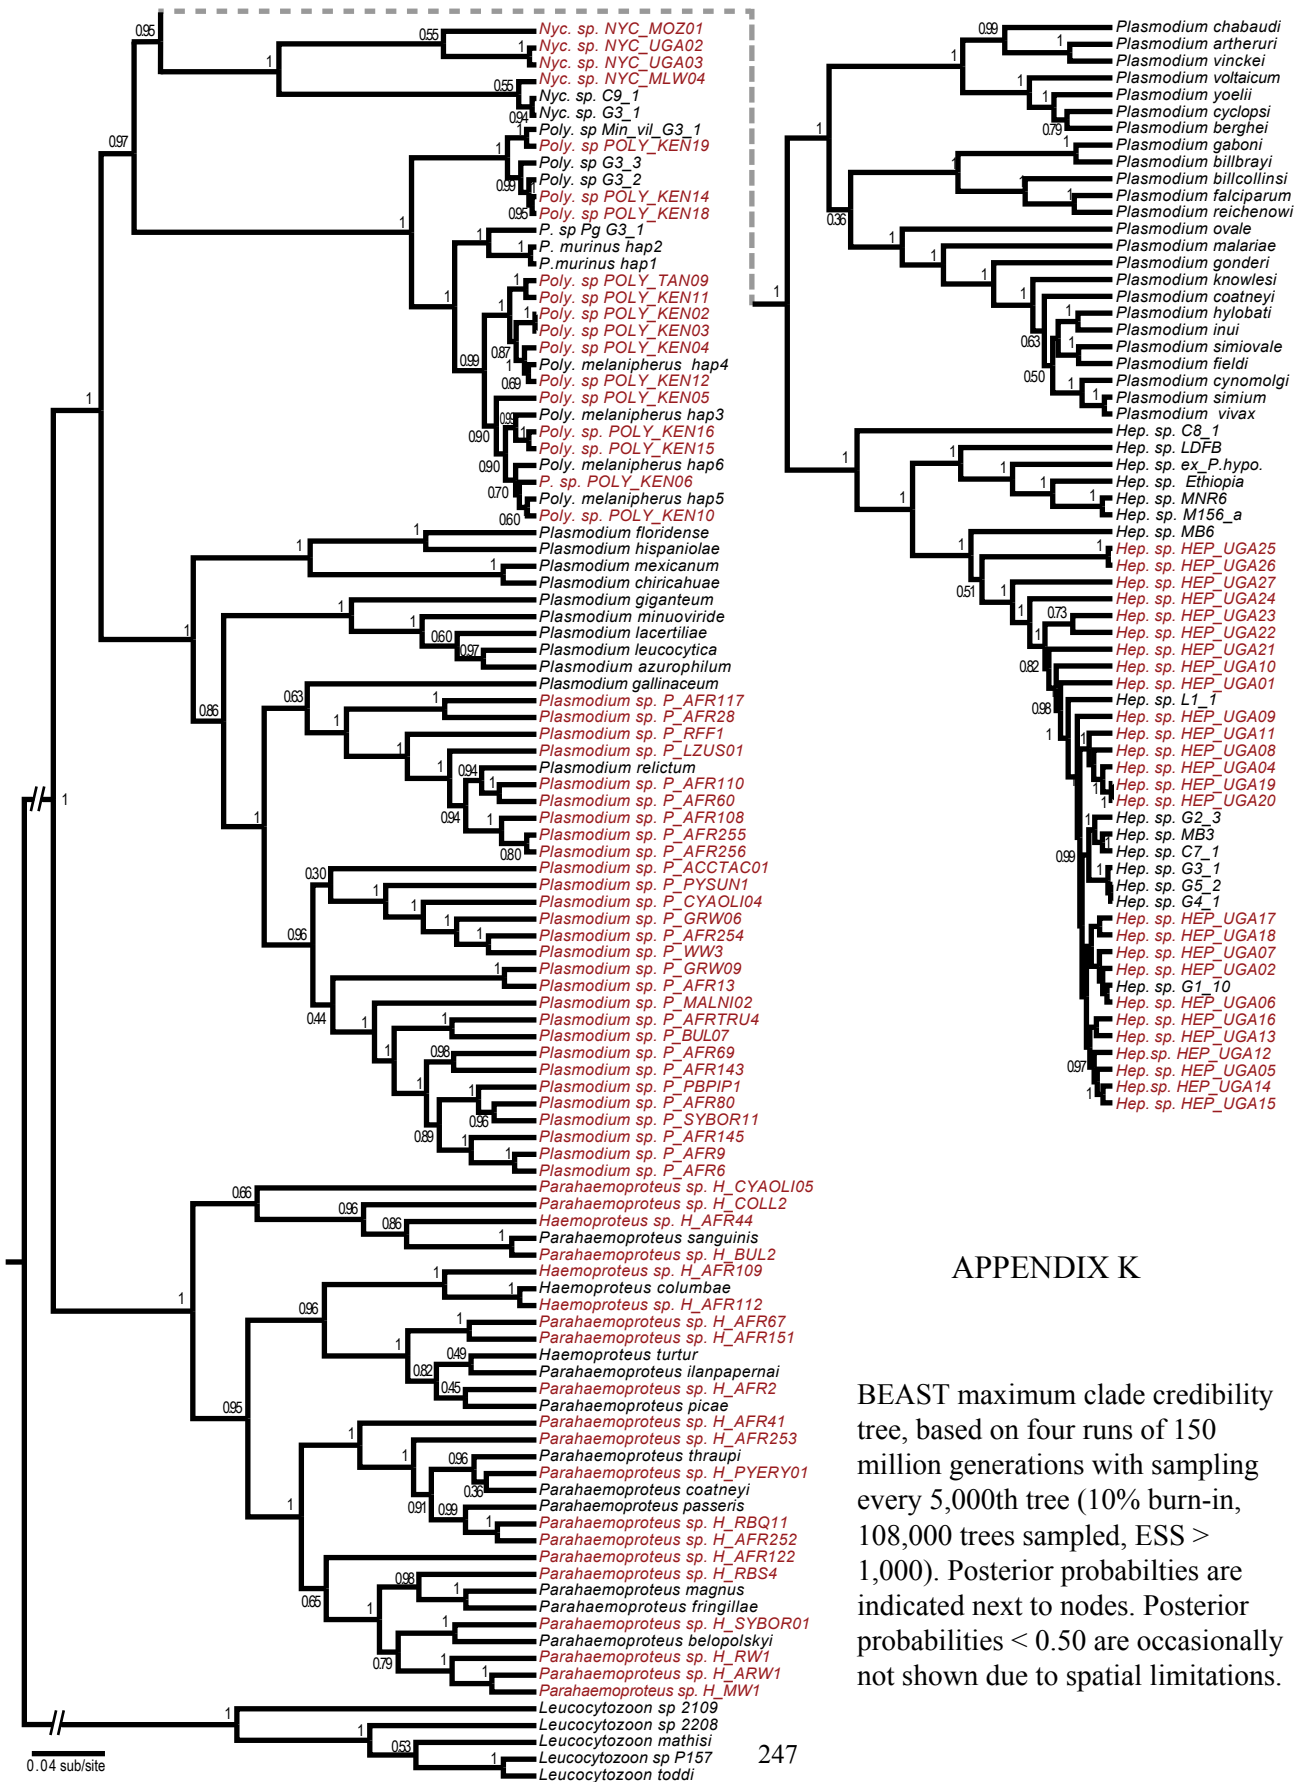 Nyc. sp. NYC_MOZ01
Nyc. sp. NYC_UGA02
Nyc. sp. NYC_UGA03
Nyc. sp. NYC_MLW04
Nyc. sp. C9_1
Nyc. sp. G3_1
Poly. sp Min_vil_G3_1
Poly. sp POLY_KEN19
Poly. sp G3_3
Poly. sp G3_2
Poly. sp POLY_KEN14
Poly. sp POLY_KEN18
P. sp Pg G3_1
P. murinus hap2
P.murinus hap1
Poly. sp POLY_TAN09
Poly. sp POLY_KEN11
Poly. sp POLY_KEN02
Poly. sp POLY_KEN03
Poly. sp POLY_KEN04
Poly. melanipherus hap4
Poly. sp POLY_KEN12
Poly. sp POLY_KEN05
Poly. melanipherus hap3
Poly. sp. POLY_KEN16
Poly. sp. POLY_KEN15
Poly. melanipherus hap6
P. sp. POLY_KEN06
Poly. melanipherus hap5
Poly. sp. POLY_KEN10
Plasmodium floridense
Plasmodium hispaniolae
Plasmodium mexicanum
Plasmodium chiricahuae
Plasmodium giganteum
Plasmodium minuoviride
Plasmodium lacertiliae
Plasmodium leucocytica
Plasmodium azurophilum
Plasmodium gallinaceum
Plasmodium sp. P_AFR117
Plasmodium sp. P_AFR28
Plasmodium sp. P_RFF1
Plasmodium sp. P_LZUS01
Plasmodium relictum
Plasmodium sp. P_AFR110
Plasmodium sp. P_AFR60
Plasmodium sp. P_AFR108
Plasmodium sp. P_AFR255
Plasmodium sp. P_AFR256
Plasmodium sp. P_ACCTAC01
Plasmodium sp. P_PYSUN1
Plasmodium sp. P_CYAOLI04
Plasmodium sp. P_GRW06
Plasmodium sp. P_AFR254
Plasmodium sp. P_WW3
Plasmodium sp. P_GRW09
Plasmodium sp. P_AFR13
Plasmodium sp. P_MALNI02
Plasmodium sp. P_AFRTRU4
Plasmodium sp. P_BUL07
Plasmodium sp. P_AFR69
Plasmodium sp. P_AFR143
Plasmodium sp. P_PBPIP1
Plasmodium sp. P_AFR80
Plasmodium sp. P_SYBOR11
Plasmodium sp. P_AFR145
Plasmodium sp. P_AFR9
Plasmodium sp. P_AFR6
Parahaemoproteus sp. H_CYAOLI05
Parahaemoproteus sp. H_COLL2
Haemoproteus sp. H_AFR44
Parahaemoproteus sanguinis
Parahaemoproteus sp. H_BUL2
Haemoproteus sp. H_AFR109
Haemoproteus columbae
Haemoproteus sp. H_AFR112
Parahaemoproteus sp. H_AFR67
Parahaemoproteus sp. H_AFR151
Haemoproteus turtur
Parahaemoproteus ilanpapernai
Parahaemoproteus sp. H_AFR2
Parahaemoproteus picae
Parahaemoproteus sp. H_AFR41
Parahaemoproteus sp. H_AFR253
Parahaemoproteus thraupi
Parahaemoproteus sp. H_PYERY01
Parahaemoproteus coatneyi
Parahaemoproteus passeris
Parahaemoproteus sp. H_RBQ11
Parahaemoproteus sp. H_AFR252
Parahaemoproteus sp. H_AFR122
Parahaemoproteus sp. H_RBS4
Parahaemoproteus magnus
Parahaemoproteus fringillae
Parahaemoproteus sp. H_SYBOR01
Parahaemoproteus belopolskyi
Parahaemoproteus sp. H_RW1
Parahaemoproteus sp. H_ARW1
Parahaemoproteus sp. H_MW1
Leucocytozoon sp 2109
Leucocytozoon sp 2208
Leucocytozoon mathisi
Leucocytozoon sp P157
Leucocytozoon toddi
0.04 sub/site
Plasmodium chabaudi
Plasmodium artheruri
Plasmodium vinckei
Plasmodium voltaicum
Plasmodium yoelii
Plasmodium cyclopsi
Plasmodium berghei
Plasmodium gaboni
Plasmodium billbrayi
Plasmodium billcollinsi
Plasmodium falciparum
Plasmodium reichenowi
Plasmodium ovale
Plasmodium malariae
Plasmodium gonderi
Plasmodium knowlesi
Plasmodium coatneyi
Plasmodium hylobati
Plasmodium inui
Plasmodium simiovale
Plasmodium fieldi
Plasmodium cynomolgi
Plasmodium simium
Plasmodium vivax
Hep. sp. C8_1
Hep. sp. LDFB
Hep. sp. ex_P.hypo.
Hep. sp. Ethiopia
Hep. sp. MNR6
Hep. sp. M156_a
Hep. sp. MB6
Hep. sp. HEP_UGA25
Hep. sp. HEP_UGA26
Hep. sp. HEP_UGA27
Hep. sp. HEP_UGA24
Hep. sp. HEP_UGA23
Hep. sp. HEP_UGA22
Hep. sp. HEP_UGA21
Hep. sp. HEP_UGA10
Hep. sp. HEP_UGA01
Hep. sp. L1_1
Hep. sp. HEP_UGA09
Hep. sp. HEP_UGA11
Hep. sp. HEP_UGA08
Hep. sp. HEP_UGA04
Hep. sp. HEP_UGA19
Hep. sp. HEP_UGA20
Hep. sp. G2_3
Hep. sp. MB3
Hep. sp. C7_1
Hep. sp. G3_1
Hep. sp. G5_2
Hep. sp. G4_1
Hep. sp. HEP_UGA17
Hep. sp. HEP_UGA18
Hep. sp. HEP_UGA07
Hep. sp. HEP_UGA02
Hep. sp. G1_10
Hep. sp. HEP_UGA06
Hep. sp. HEP_UGA16
Hep. sp. HEP_UGA13
Hep.sp. HEP_UGA12
Hep. sp. HEP_UGA05
Hep.sp. HEP_UGA14
Hep. sp. HEP_UGA15
APPENDIX K
BEAST maximum clade credibility
tree, based on four runs of 150
million generations with sampling
every 5,000th tree (10% burn-in,
108,000 trees sampled, ESS >
1,000). Posterior probabilties are
indicated next to nodes. Posterior
probabilities < 0.50 are occasionally
not shown due to spatial limitations.
247